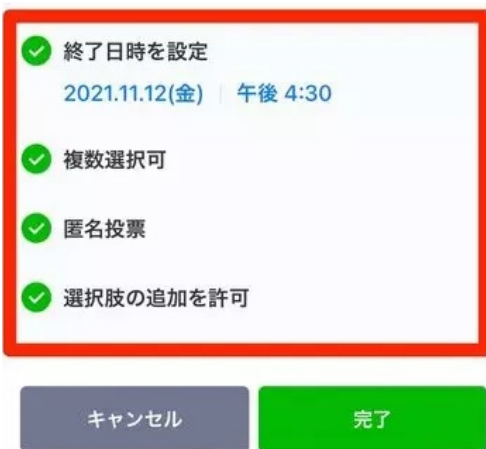 終了日時を設定
2021.11.12(金) 午後 4:30
複数選択可
匿名投票
選択肢の追加を許可
キャンセル 完了